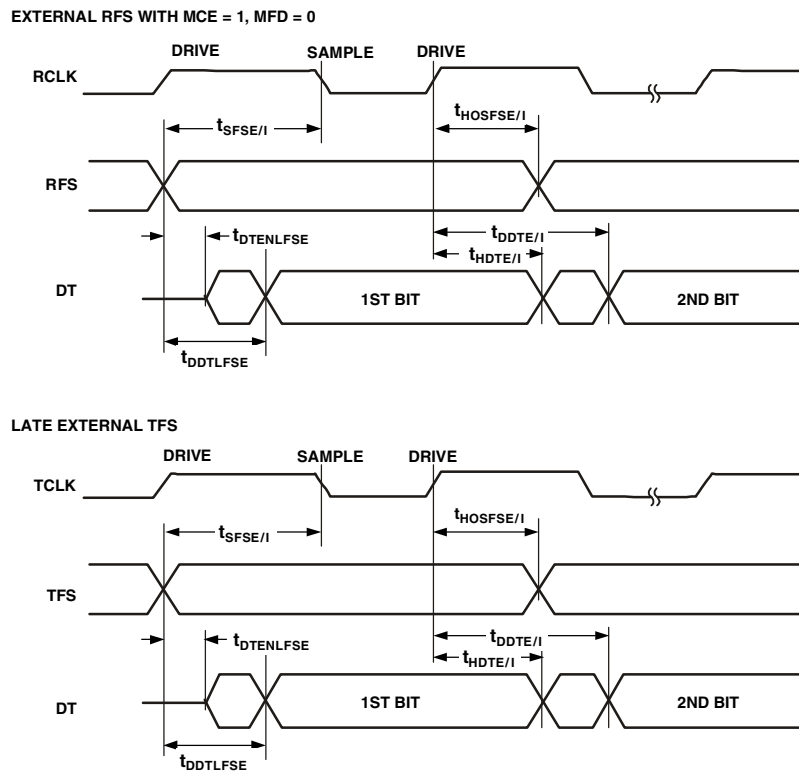 EXTERNAL RFS WITH MCE = 1, MFD = 0
DRIVE SAMPLE DRIVE
RCLK
tSFSE/I tHOSFSE/I
RFS
tDDTE/I
tDTENLFSE tHDTE/I
DT 1ST BIT 2ND BIT
tDDTLFSE
LATE EXTERNAL TFS
DRIVE SAMPLE DRIVE
TCLK
tHOSFSE/I
tSFSE/I
TFS
tDDTE/I
tDTENLFSE
tHDTE/I
DT 1ST BIT 2ND BIT
tDDTLFSE